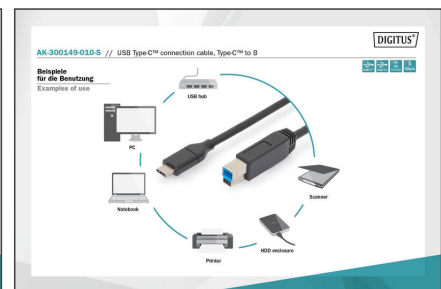 DIGITUS®
AK-300149-010-S // USB Type-C™ connection cable, Type-C™ to B
Beispiele
für die Benutzung
Examples of use
USB hub
PC
Notebook
Scanner
HDD enclosure
Printer